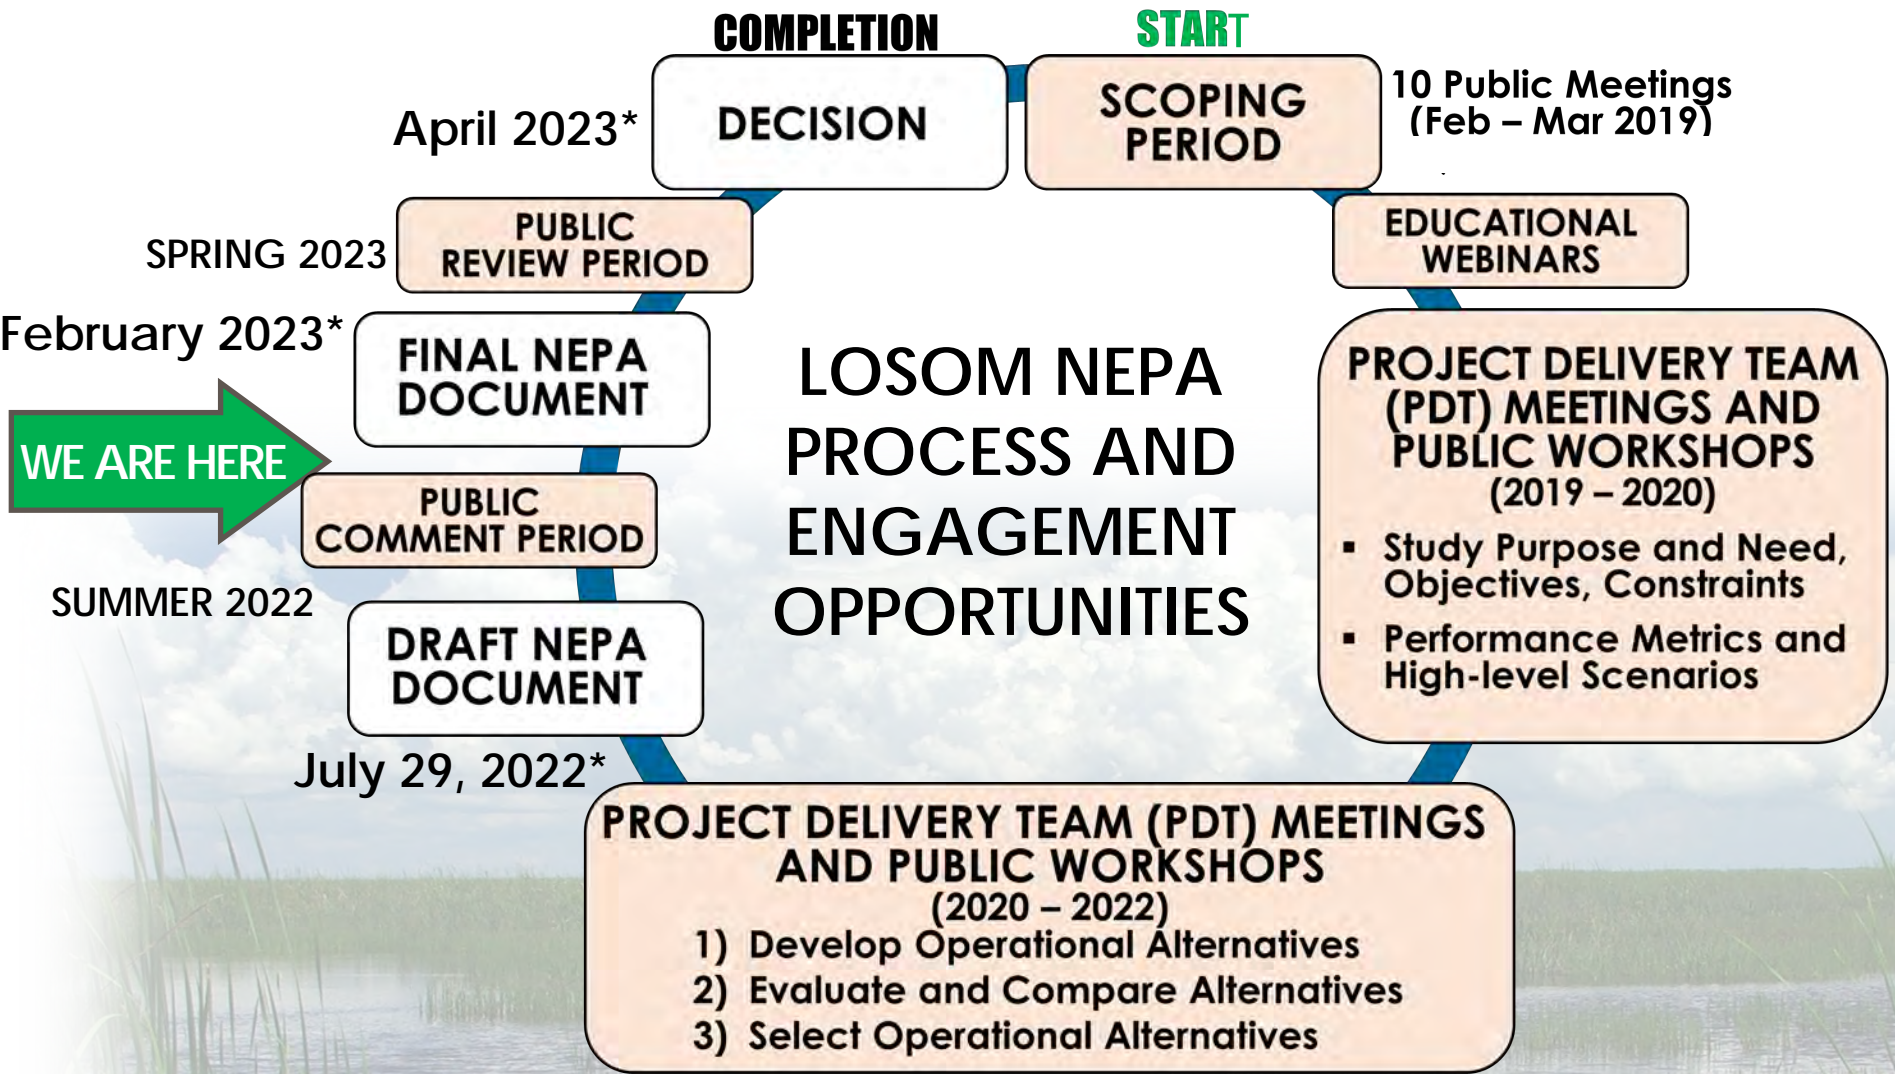 COMPLETION
START
DECISION
April 2023*
SCOPING
PERIOD
10 Public Meetings
(Feb – Mar 2019)
EDUCATIONAL
WEBINARS
PROJECT DELIVERY TEAM
(PDT) MEETINGS AND
PUBLIC WORKSHOPS
(2019 – 2020)
▪ Study Purpose and Need,
Objectives, Constraints
▪ Performance Metrics and
High-level Scenarios
PROJECT DELIVERY TEAM (PDT) MEETINGS
AND PUBLIC WORKSHOPS
(2020 – 2022)
1) Develop Operational Alternatives
2) Evaluate and Compare Alternatives
3) Select Operational Alternatives
July 29, 2022*
DRAFT NEPA
DOCUMENT
SUMMER 2022
PUBLIC
COMMENT PERIOD
WE ARE HERE
February 2023*
FINAL NEPA
DOCUMENT
SPRING 2023
PUBLIC
REVIEW PERIOD
LOSOM NEPA
PROCESS AND
ENGAGEMENT
OPPORTUNITIES